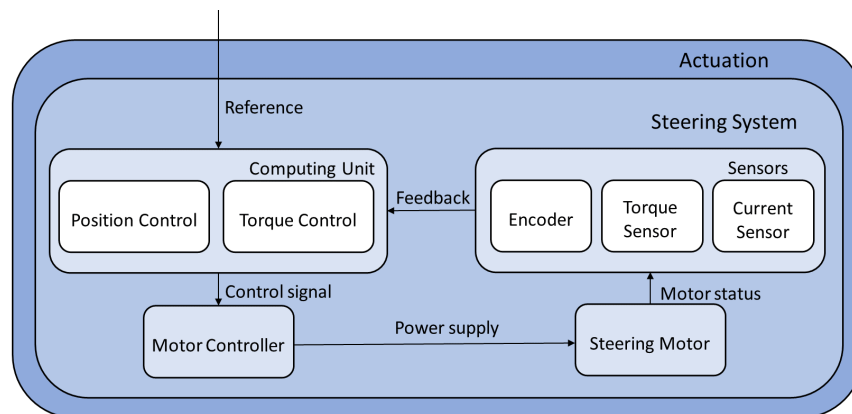 Actuation
Reference
Steering System
Computing Unit
Position Control
Torque Control
Feedback
Sensors
Encoder
Torque
Sensor
Current
Sensor
Control signal
Motor status
Motor Controller
Power supply
Steering Motor